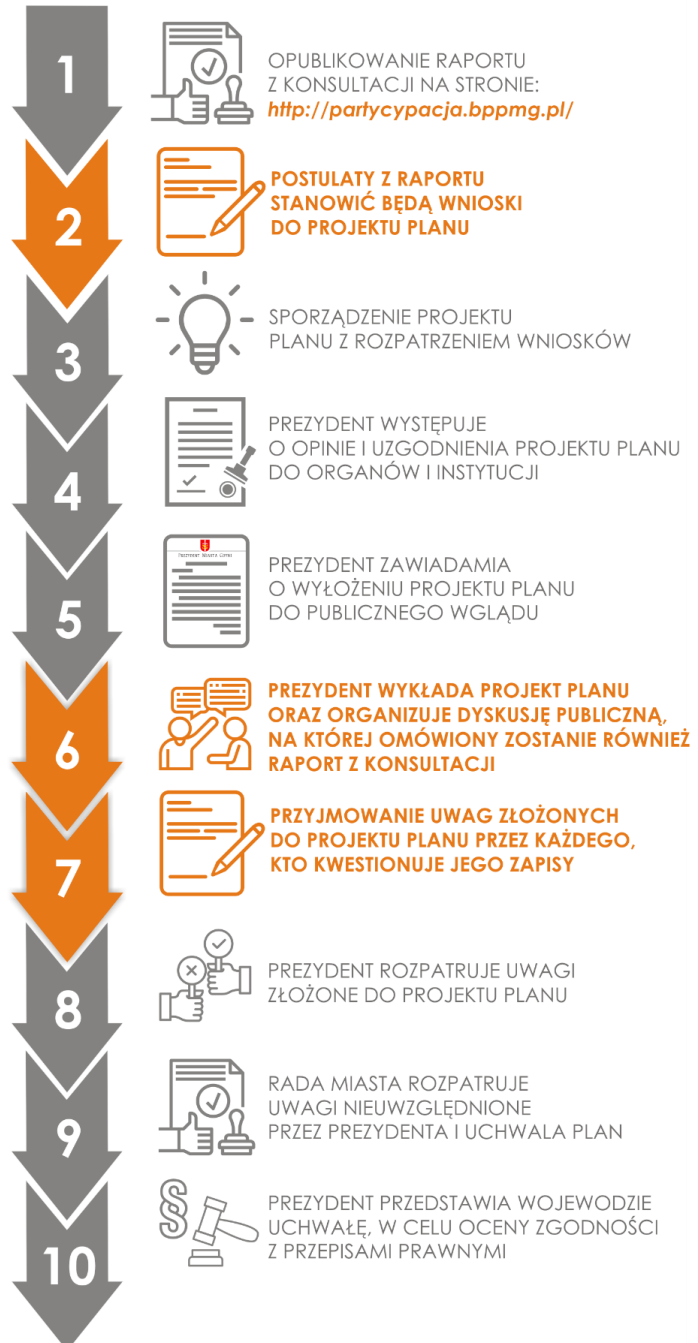 1
OPUBLIKOWANIE RAPORTU
Z KONSULTACJI NA STRONIE:
http://partycypacja.bppmg.pl/
2
POSTULATY Z RAPORTU
STANOWIĆ BĘDĄ WNIOSKI
DO PROJEKTU PLANU
3
SPORZĄDZENIE PROJEKTU
PLANU Z ROZPATRZENIEM WNIOSKÓW
4
PREZYDENT WYSTĘPUJE
O OPINIE I UZGODNIENIA PROJEKTU PLANU
DO ORGANÓW I INSTYTUCJI
5
PREZYDENT ZAWIADAMIA
O WYŁOŻENIU PROJEKTU PLANU
DO PUBLICZNEGO WGLĄDU
6
PREZYDENT WYKŁADA PROJEKT PLANU
ORAZ ORGANIZUJE DYSKUSJĘ PUBLICZNĄ,
NA KTÓREJ OMÓWIONY ZOSTANIE RÓWNIEŻ
RAPORT Z KONSULTACJI
7
PRZYJMOWANIE UWAG ZŁOŻONYCH
DO PROJEKTU PLANU PRZEZ KAŻDEGO,
KTO KWESTIONUJE JEGO ZAPISY
8
PREZYDENT ROZPATRUJE UWAGI
ZŁOŻONE DO PROJEKTU PLANU
9
RADA MIASTA ROZPATRUJE
UWAGI NIEUWZGLĘDNIONE
PRZEZ PREZYDENTA I UCHWALA PLAN
10
PREZYDENT PRZEDSTAWIA WOJEWODZIE
UCHWAŁĘ, W CELU OCENY ZGODNOŚCI
Z PRZEPISAMI PRAWNYMI